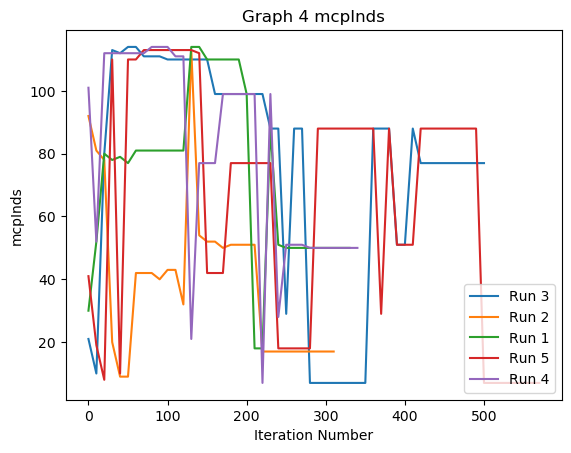 Graph 4 mcpInds
mcpInds
100
80
60
40
20
0
100
200
300
400
500
Iteration Number
Run 3
Run 2
Run 1
Run 5
Run 4